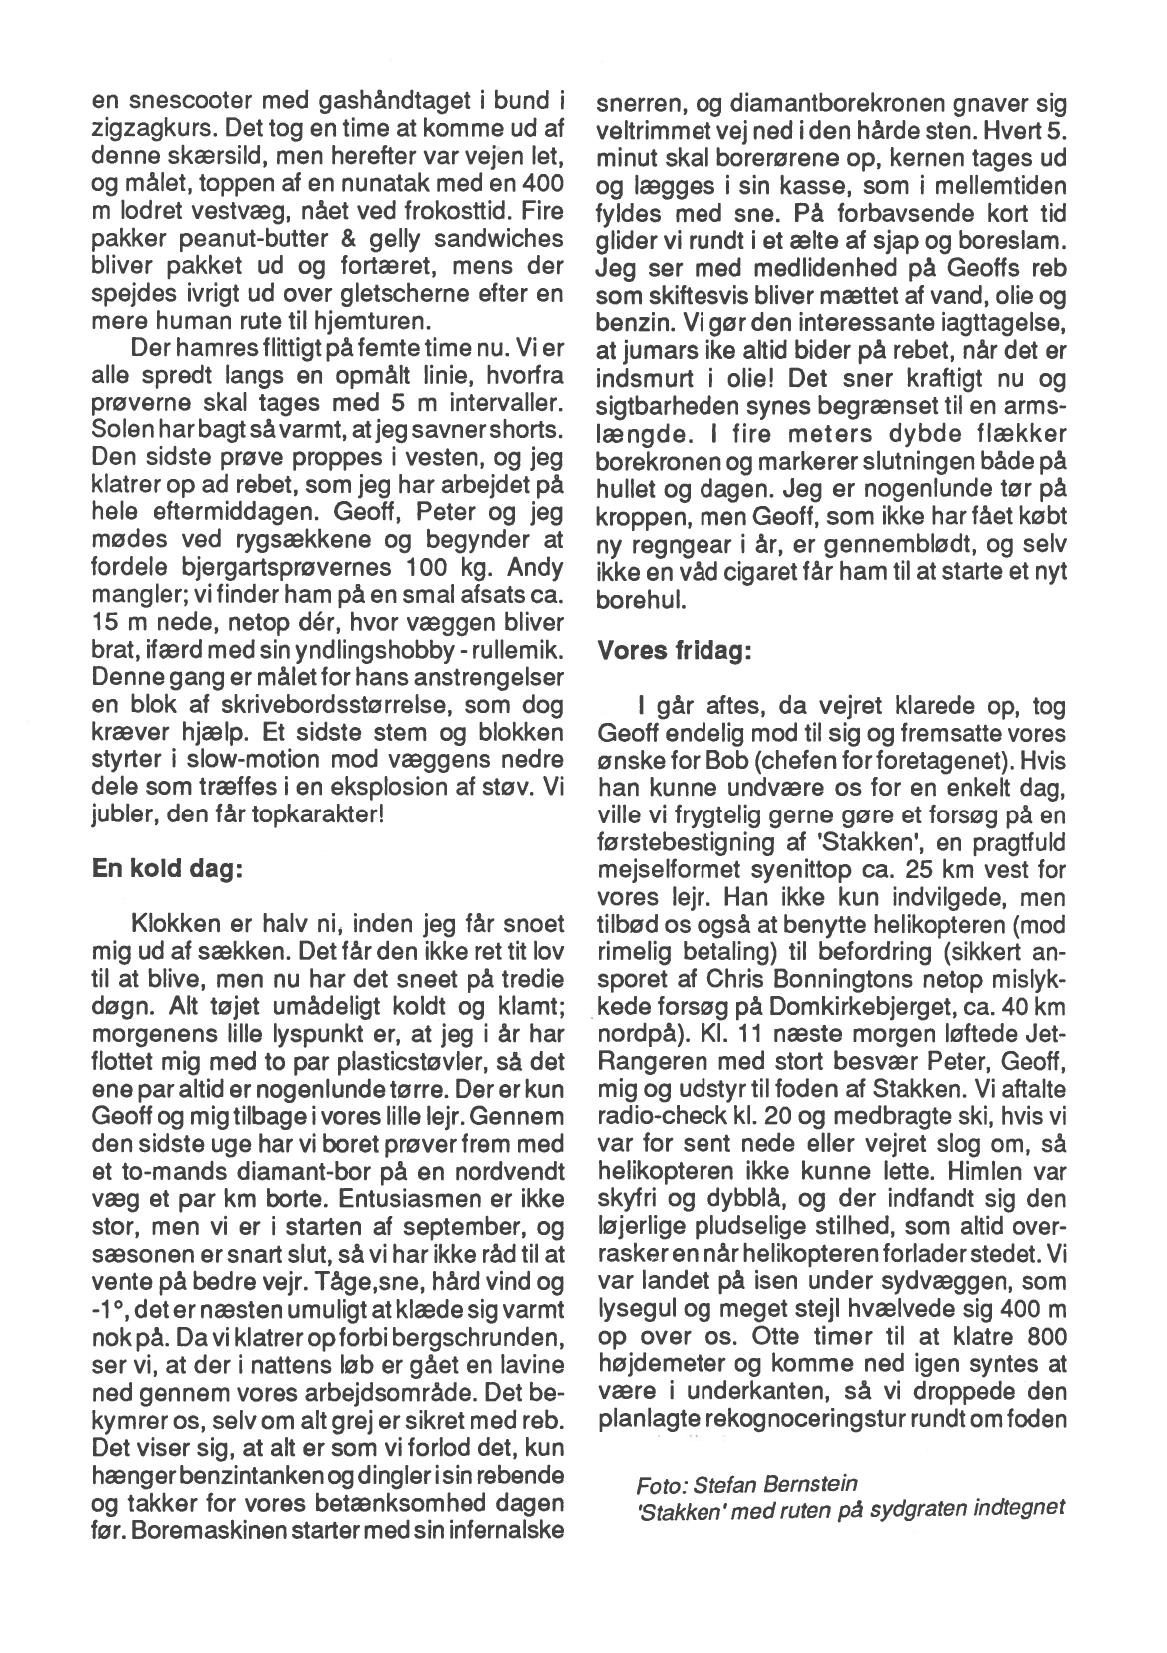 en snescooter med gashåndtaget i bund i
zigzagkurs. Det tog en time at komme ud af
denne skærsild, men herefter var vejen let,
og målet, toppen af en nunatak med en 400
m lodret vestvæg, nået ved frokosttid. Fire
pakker peanut-butter & gelly sandwiches
bliver pakket ud og fortæret, mens der
spejdes ivrigt ud over gletscherne efter en
mere human rute til hjemturen.
Der hamres flittigt på femte time nu. Vi er
alle spredt langs en opmålt linie, hvorfra
prøverne skal tages med 5 m intervaller.
Solen har bagt så varmt, at jeg savner shorts.
Den sidste prøve proppes i vesten, og jeg
klatrer op ad rebet, som jeg har arbejdet på
hele eftermiddagen. Geoff, Peter og jeg
mødes ved rygsækkene og begynder at
fordele bjergartsprøvernes 100 kg. Andy
mangler; vi finder ham på en smal afsats ca.
15 m nede, netop dér, hvor væggen bliver
brat, ifærd med sin yndlingshobby - rullemik.
Denne gang er målet for hans anstrengelser
en blok af skrivebordsstørrelse, som dog
kræver hjælp. Et sidste stem og blokken
styrter i slow-motion mod væggens nedre
dele som træffes i en eksplosion af støv. Vi
jubler, den får topkarakter!
En kold dag:
Klokken er halv ni, inden jeg får snoet
mig ud af sækken. Det får den ikke ret tit lov
til at blive, men nu har det sneet på tredie
døgn. Alt tøjet umådeligt koldt og klamt;
morgenens lille lyspunkt er, at jeg i år har
flottet mig med to par plasticstøvler, så det
ene par altid er nogenlunde tørre. Der er kun
Geoff og mig tilbage i vores lille lejr. Gennem
den sidste uge har vi boret prøver frem med
et to-mands diamant-bor på en nordvendt
væg et par km borte. Entusiasmen er ikke
stor, men vi er i starten af september, og
sæsonen er snart slut, så vi har ikke råd til at
vente på bedre vejr. Tåge,sne, hård vind og
-1°, det er næsten umuligt at klæde sig varmt
nok på. Da vi klatrer op forbi bergschrunden,
ser vi, at der i nattens løb er gået en lavine
ned gennem vores arbejdsområde. Det be-
kymrer os, selv om alt grej er sikret med reb.
Det viser sig, at alt er som vi forlod det, kun
hænger benzintanken og dingler i sin rebende
og takker for vores betænksomhed dagen
før. Boremaskinen starter med sin infernalske
snerren, og diamantborekronen gnaver sig
veltrimmet vej ned i den hårde sten. Hvert 5.
minut skal borerørene op, kernen tages ud
og lægges i sin kasse, som i mellemtiden
fyldes med sne. På forbavsende kort tid
glider vi rundt i et ælte af sjap og boreslam.
Jeg ser med medlidenhed på Geoffs reb
som skiftesvis bliver mættet af vand, olie og
benzin. Vi gør den interessante iagttagelse,
at jumars ike altid bider på rebet, når det er
indsmurt i olie! Det sner kraftigt nu og
sigtbarheden synes begrænset til en arms-
længde. I fire meters dybde flækker
borekronen og markerer slutningen både på
hullet og dagen. Jeg er nogenlunde tør på
kroppen, men Geoff, som ikke har fået købt
ny regngear i år, er gennemblødt, og selv
ikke en våd cigaret får ham til at starte et nyt
borehul.
Vores fridag:
I går aftes, da vejret klarede op, tog
Geoff endelig mod til sig og fremsatte vores
ønske for Bob (chefen for foretagenet). Hvis
han kunne undvære os for en enkelt dag,
ville vi frygtelig gerne gøre et forsøg på en
førstebestigning af 'Stakken', en pragtfuld
mejselformet syenittop ca. 25 km vest for
vores lejr. Han ikke kun indvilgede, men
tilbød os også at benytte helikopteren (mod
rimelig betaling) til befordring (sikkert an-
sporet af Chris Bonningtons netop mislyk-
kede forsøg på Domkirkebjerget, ca. 40 km
nordpå). Kl. 11 næste morgen løftede Jet-
Rangeren med stort besvær Peter, Geoff,
mig og udstyr til foden af Stakken. Vi aftalte
radio-check kl. 20 og medbragte ski, hvis vi
var for sent nede eller vejret slog om, så
helikopteren ikke kunne lette. Himlen var
skyfri og dybblå, og der indfandt sig den
løjerlige pludselige stilhed, som altid over-
rasker en når helikopteren forlader stedet. Vi
var landet på isen under sydvæggen, som
lysegul og meget stejl hvælvede sig 400 m
op over os. Otte timer til at klatre 800
højdemeter og komme ned igen syntes at
være i underkanten, så vi droppede den
planlagte rekognoceringstur rundt om foden
Foto: Stefan Bernstein
'Stakken' med ruten på sydgraten indtegnet